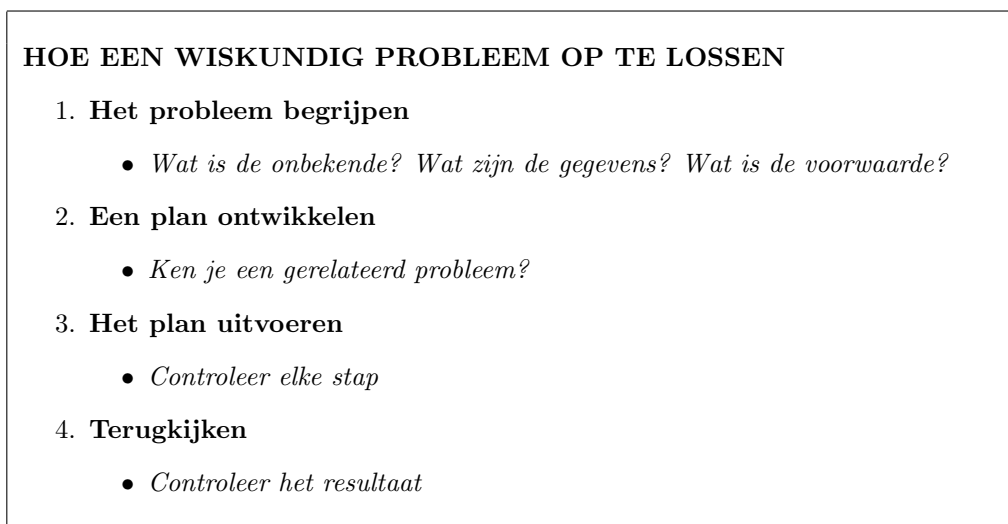 HOE EEN WISKUNDIG PROBLEEM OP TE LOSSEN
1. Het probleem begrijpen
• Wat is de onbekende? Wat zijn de gegevens? Wat is de voorwaarde?
2. Een plan ontwikkelen
• Ken je een gerelateerd probleem?
3. Het plan uitvoeren
• Controleer elke stap
4. Terugkijken
• Controleer het resultaat